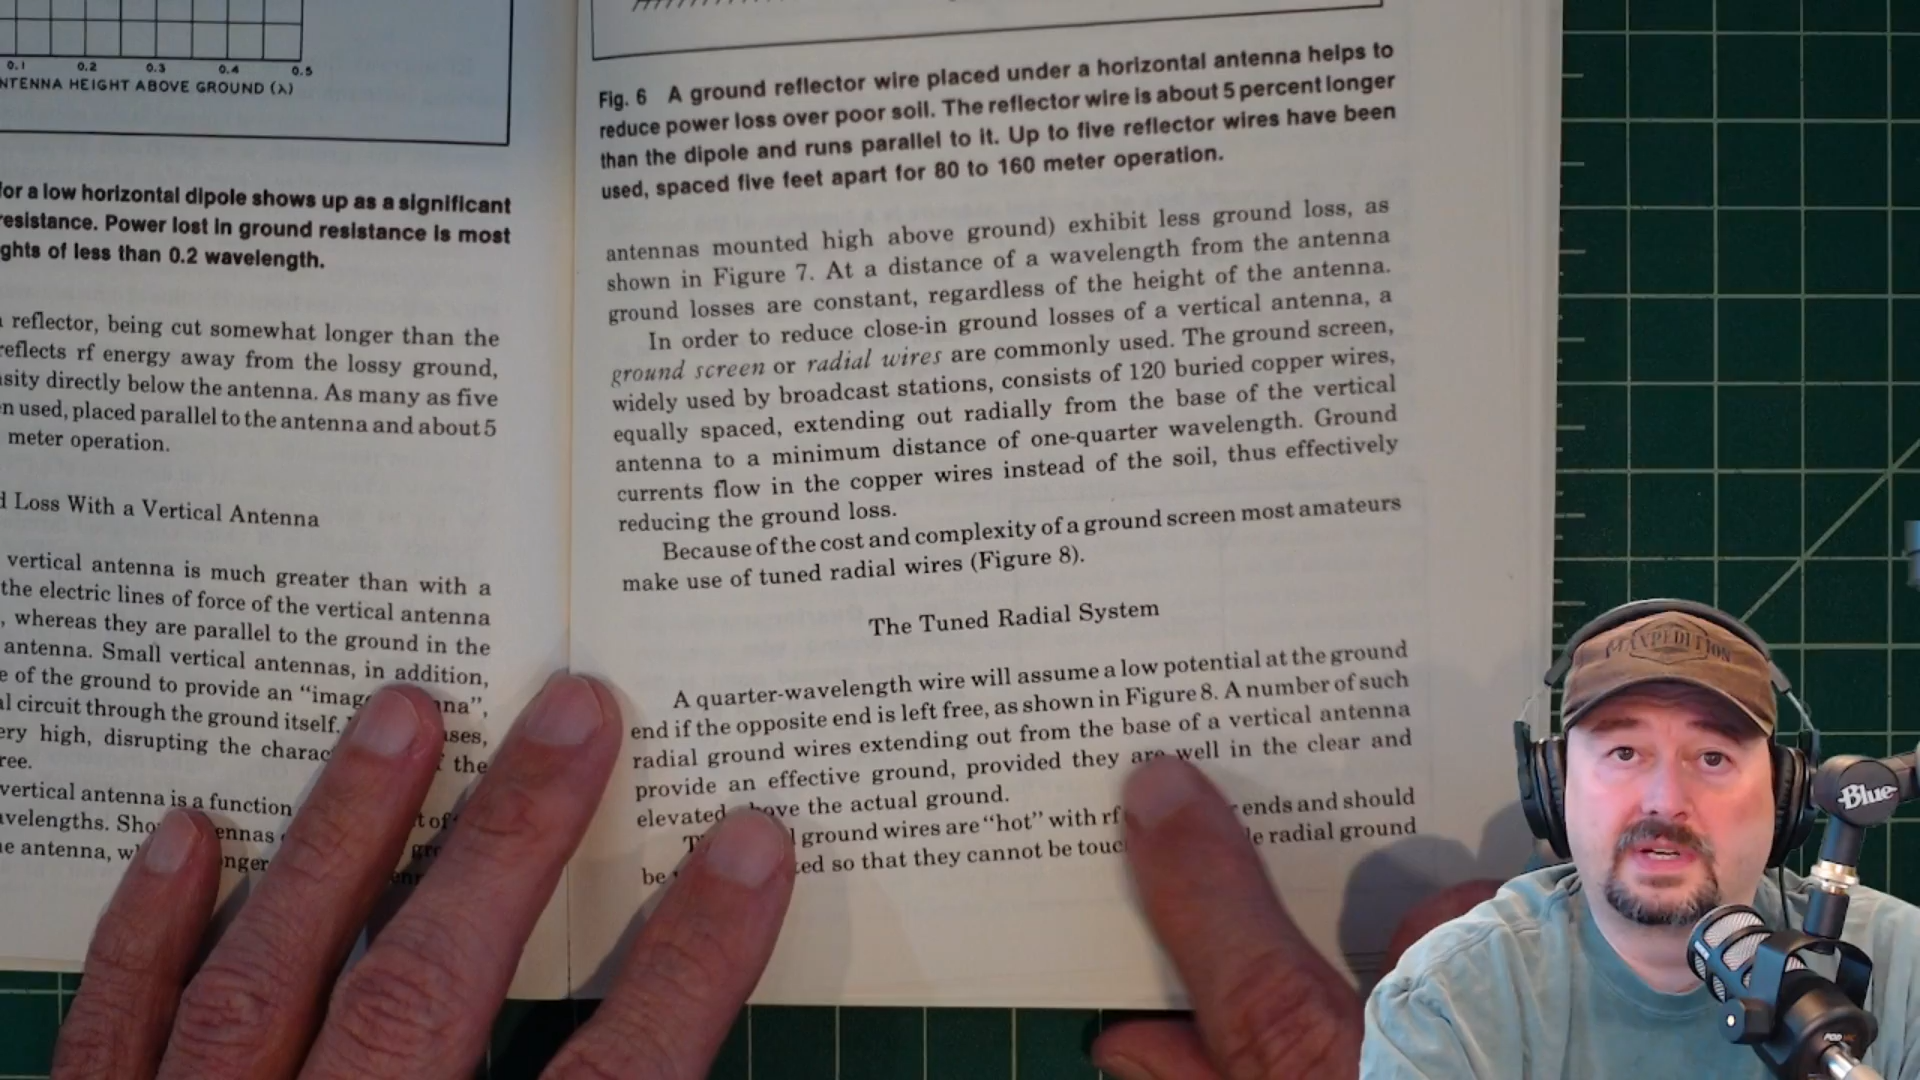 0.1 0.2 0.3 0.4 0.5
NTENNA HEIGHT ABOVE GROUND (λ)
for a low horizontal dipole shows up as a significant
resistance. Power lost in ground resistance is most
ghts of less than 0.2 wavelength.
reflector, being cut somewhat longer than the
reflects rf energy away from the lossy ground,
sity directly below the antenna. As many as five
n used, placed parallel to the antenna and about 5
meter operation.
d Loss With a Vertical Antenna
vertical antenna is much greater than with a
the electric lines of force of the vertical antenna
, whereas they are parallel to the ground in the
antenna. Small vertical antennas, in addition,
e of the ground to provide an "imag nna",
al circuit through the ground itself. ases,
ery high, disrupting the charac f the
ree.
vertical antenna is a function t of
avelengths. Sho ennas
e antenna, w nger
Fig. 6 A ground reflector wire placed under a horizontal antenna helps to
reduce power loss over poor soil. The reflector wire is about 5 percent longer
than the dipole and runs parallel to it. Up to five reflector wires have been
used, spaced five feet apart for 80 to 160 meter operation.
antennas mounted high above ground) exhibit less ground loss, as
shown in Figure 7. At a distance of a wavelength from the antenna
ground losses are constant, regardless of the height of the antenna.
In order to reduce close-in ground losses of a vertical antenna, a
ground screen or radial wires are commonly used. The ground screen,
widely used by broadcast stations, consists of 120 buried copper wires,
equally spaced, extending out radially from the base of the vertical
antenna to a minimum distance of one-quarter wavelength. Ground
currents flow in the copper wires instead of the soil, thus effectively
reducing the ground loss.
Because of the cost and complexity of a ground screen most amateurs
make use of tuned radial wires (Figure 8).
The Tuned Radial System
A quarter-wavelength wire will assume a low potential at the ground
end if the opposite end is left free, as shown in Figure 8. A number of such
radial ground wires extending out from the base of a vertical antenna
provide an effective ground, provided they are well in the clear and
elevated above the actual ground.
ground wires are "hot" with rf ends and should
be ted so that they cannot be touc le radial ground
MAXPEDITION
Blue